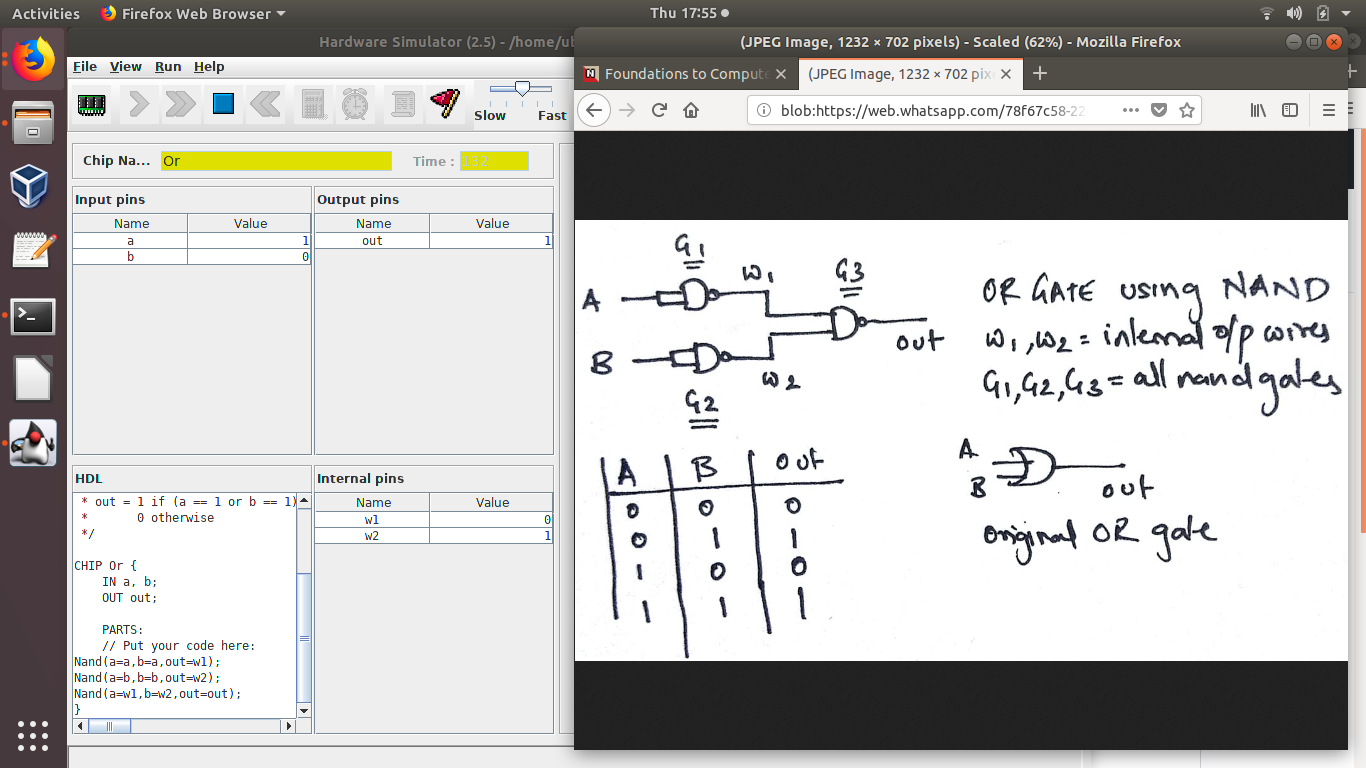 Activities
Firefox Web Browser
Thu 17:55
Hardware Simulator (2.5) - /home/ub
File View Run Help
Slow Fast
Chip Na... Or Time : 132
Input pins
Name Value
a 1
b 0
Output pins
Name Value
out 1
HDL
* out = 1 if (a == 1 or b == 1)
* 0 otherwise
*/
CHIP Or {
IN a, b;
OUT out;
PARTS:
// Put your code here:
Nand(a=a,b=a,out=w1);
Nand(a=b,b=b,out=w2);
Nand(a=w1,b=w2,out=out);
}
Internal pins
Name Value
w1 0
w2 1
(JPEG Image, 1232 × 702 pixels) - Scaled (62%) - Mozilla Firefox
Foundations to Compute
(JPEG Image, 1232 × 702 pix
blob:https://web.whatsapp.com/78f67c58-22
G1
A
W1
G3
out
B
W2
G2
OR GATE using NAND
W1, W2 = internal o/p wires
G1, G2, G3 = all nand gates
A B out
0 0 0
0 1 1
1 0 0
1 1 1
A
B
out
original OR gate